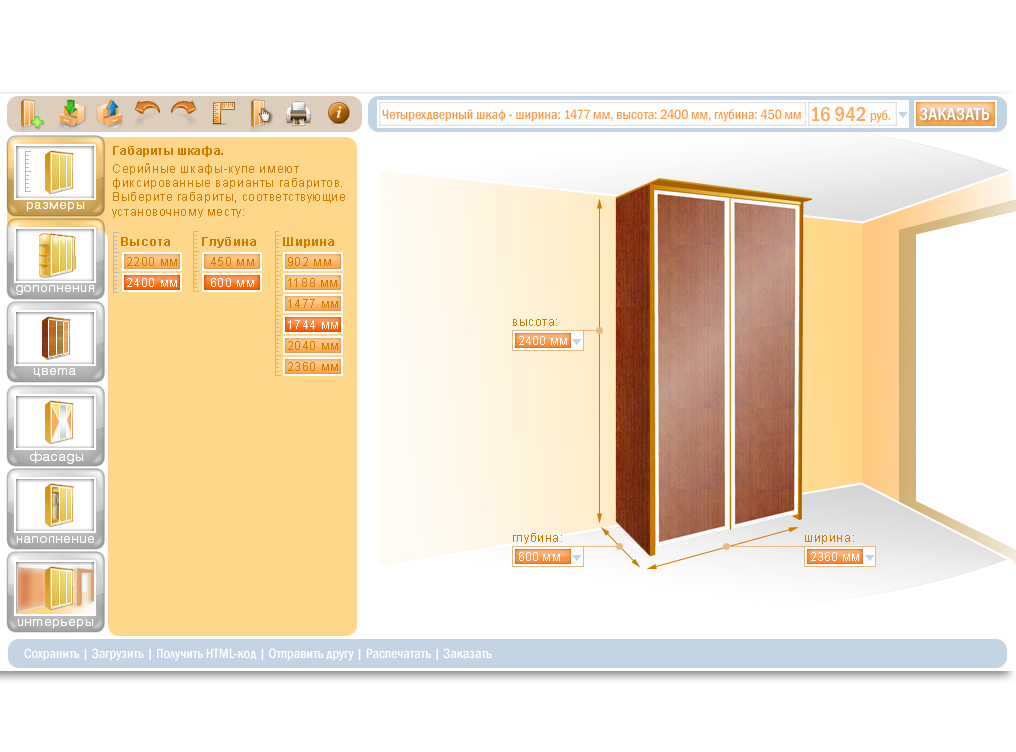 Четырехдверный шкаф - ширина: 1477 мм, высота: 2400 мм, глубина: 450 мм
16 942 руб.
ЗАКАЗАТЬ
размеры
дополнения
цвета
фасады
наполнение
интерьеры
Габариты шкафа.
Серийные шкафы-купе имеют
фиксированные варианты габаритов.
Выберите габариты, соответствующие
установочному месту:
Высота
2200 мм
2400 мм
Глубина
450 мм
600 мм
Ширина
902 мм
1188 мм
1477 мм
1744 мм
2040 мм
2360 мм
высота:
2400 мм
глубина:
600 мм
ширина:
2360 мм
Сохранить | Загрузить | Получить HTML-код | Отправить другу | Распечатать | Заказать